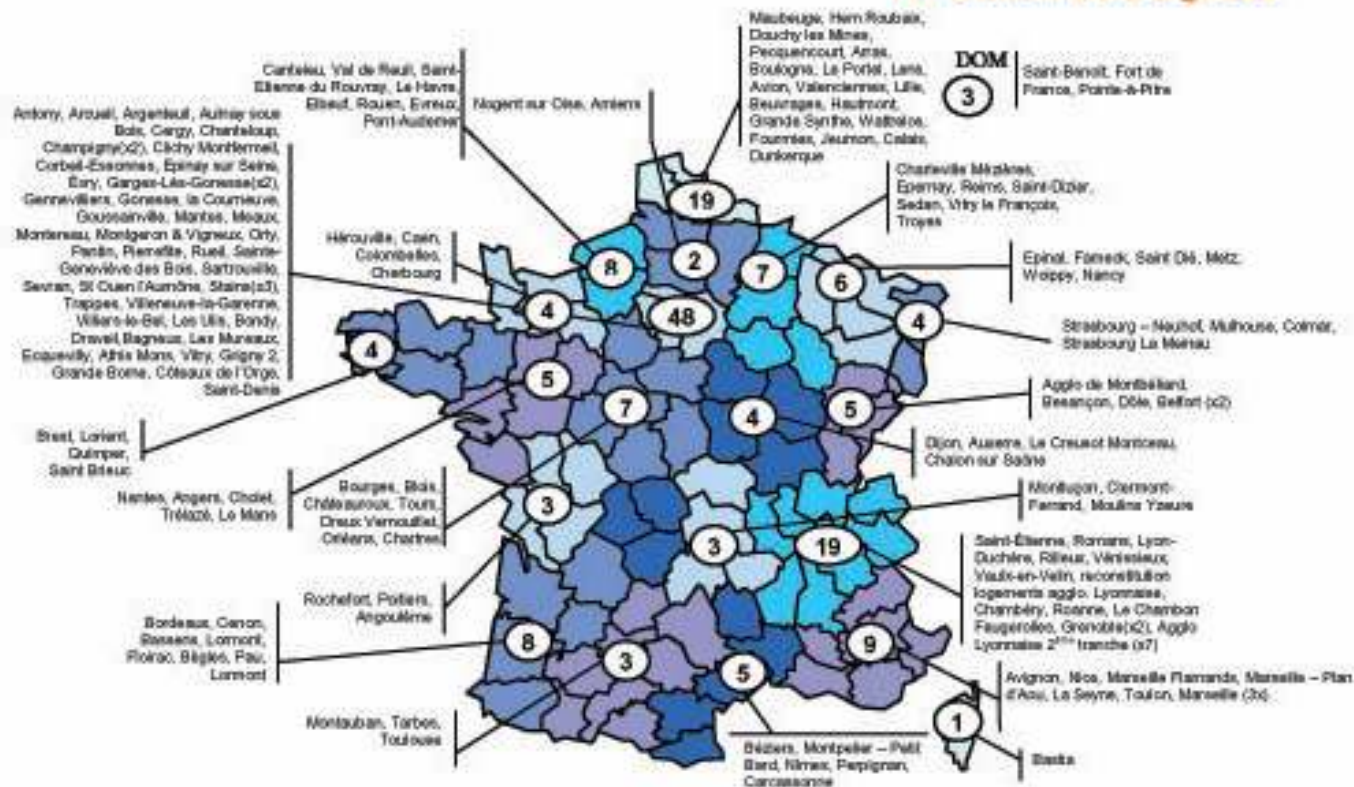 Maubeuge, Hem Roubaix,
Douchy les Mines,
Pecquencourt, Arras,
Boulogne, Le Portel, Lens,
Avion, Valenciennes, Lille,
Beuvrages, Hautmont,
Grande Synthe, Wattrelos,
Fourmies, Jeumon, Calais,
Dunkerque
DOM
3
Saint-Benoît, Fort de
France, Pointe-à-Pitre
Canteleu, Val de Reuil, Saint-
Etienne du Rouvray, Le Havre,
Elbeuf, Rouen, Evreux,
Pont-Audemer
Nogent sur Oise, Amiens
Antony, Arcueil, Argenteuil, Aulnay sous
Bois, Cergy, Chanteloup,
Champigny(x2), Clichy Montfermeil,
Corbeil-Essonnes, Epinay sur Seine,
Évry, Garges-Lès-Gonesse(x2),
Gennevilliers, Gonesse, la Courneuve,
Goussainville, Mantes, Meaux,
Montereau, Montgeron & Vigneux, Orly,
Pantin, Pierrefite, Rueil, Sainte-
Geneviève des Bois, Sartrouville,
Sevran, St Ouen l'Aumône, Stains(x3),
Trappes, Villeneuve-la-Garenne,
Villiers-le-Bel, Les Ulis, Bondy,
Draveil, Bagneux, Les Mureaux,
Ecquevilly, Athis Mons, Vitry, Grigny 2,
Grande Borne, Côteaux de l'Orge,
Saint-Denis
Hérouville, Caen,
Colombelles,
Cherbourg
Charleville Mézières,
Epernay, Reims, Saint-Dizier,
Sedan, Vitry le François,
Troyes
Epinal, Fameck, Saint Dié, Metz,
Woippy, Nancy
Strasbourg – Neuhof, Mulhouse, Colmar,
Strasbourg La Meinau
Agglo de Montbéliard,
Besançon, Dôle, Belfort (x2)
Dijon, Auxerre, Le Creusot Montceau,
Chalon sur Saône
Montluçon, Clermont-
Ferrand, Moulins Yzeure
Saint-Étienne, Romans, Lyon-
Duchère, Rillieux, Vénissieux,
Vaulx-en-Velin, reconstitution
logements agglo. Lyonnaise,
Chambéry, Roanne, Le Chambon
Feugerolles, Grenoble(x2), Agglo
Lyonnaise 2ème tranche (x7)
Avignon, Nice, Marseille Flamands, Marseille – Plan
d'Aou, La Seyne, Toulon, Marseille (3x)
Bastia
Brest, Lorient,
Quimper,
Saint Brieuc
Nantes, Angers, Cholet,
Trélazé, Le Mans
Bourges, Blois,
Châteauroux, Tours,
Dreux Vernouillet,
Orléans, Chartres
Rochefort, Poitiers,
Angoulême
Bordeaux, Cenon,
Bassens, Lormont,
Floirac, Bègles, Pau,
Lormont
Montauban, Tarbes,
Toulouse
Béziers, Montpelier – Petit
Bard, Nîmes, Perpignan,
Carcassonne
19
8
2
7
6
4
48
4
4
5
7
4
5
3
3
19
8
3
5
9
1